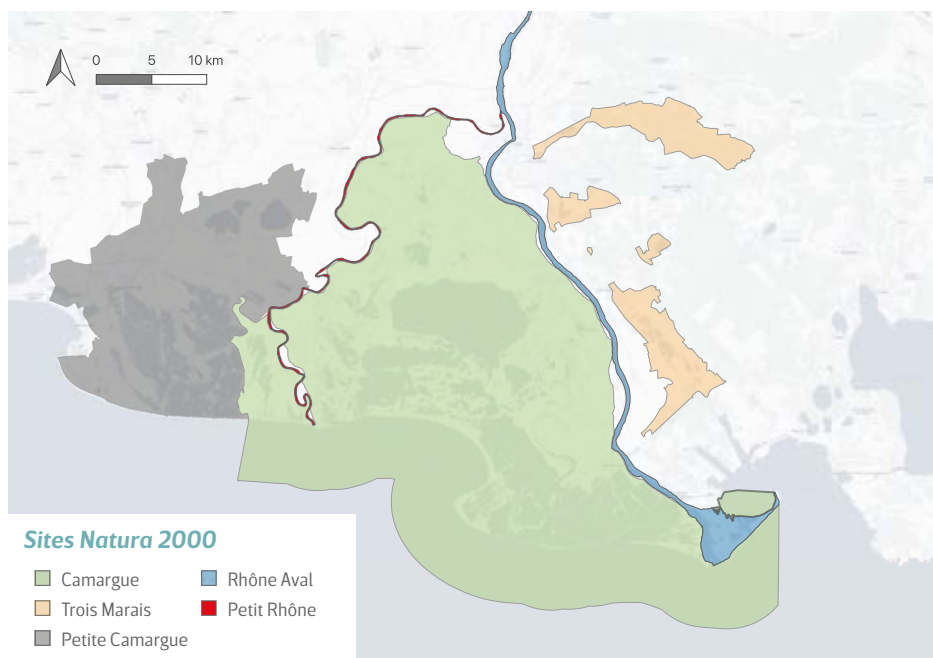 0 5 10 km
Sites Natura 2000
Camargue
Rhône Aval
Trois Marais
Petit Rhône
Petite Camargue